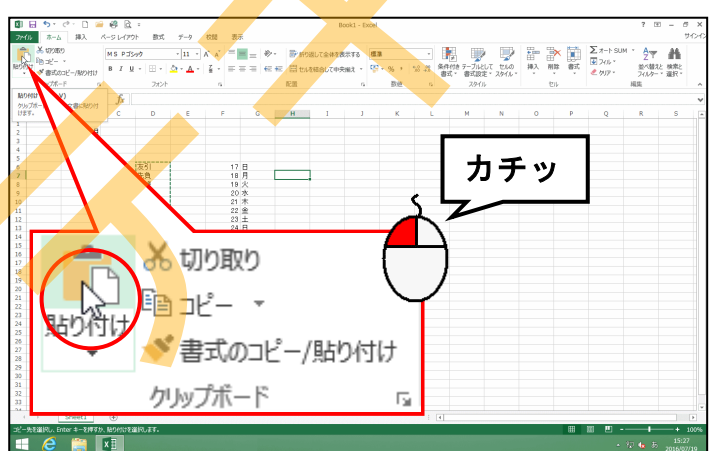 Book1 - Excel
サインイン
ファイル ホーム 挿入 ページ レイアウト 数式 データ 校閲 表示
切り取り
コピー
書式のコピー/貼り付け
貼り付け
MS Pゴシック 11
B I U
折り返して全体を表示する
セルを結合して中央揃え
標準
条件付き書式 テーブルとして書式設定 セルのスタイル
挿入 削除 書式
オート SUM
フィル
クリア
並べ替えとフィルター 検索と選択
フォント 配置 数値 スタイル セル 編集
C D E F G H I J K L M N O P Q R S
友引 17 日
先負 18 月
19 火
20 水
21 木
22 金
23 土
24 日
カチッ
切り取り
コピー
貼り付け
書式のコピー/貼り付け
クリップボード
Sheet1
コピー先を選択し、Enter キーを押すか、貼り付けを選択します。
100%
15:27
2016/07/19